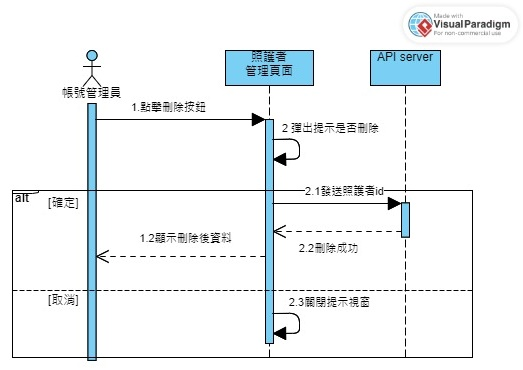 Made with
VisualParadigm
For non-commercial use
照護者
管理頁面
API server
帳號管理員
1.點擊刪除按鈕
2 彈出提示是否刪除
alt
[確定]
2.1發送照護者id
1.2顯示刪除後資料
2.2刪除成功
[取消]
2.3關閉提示視窗